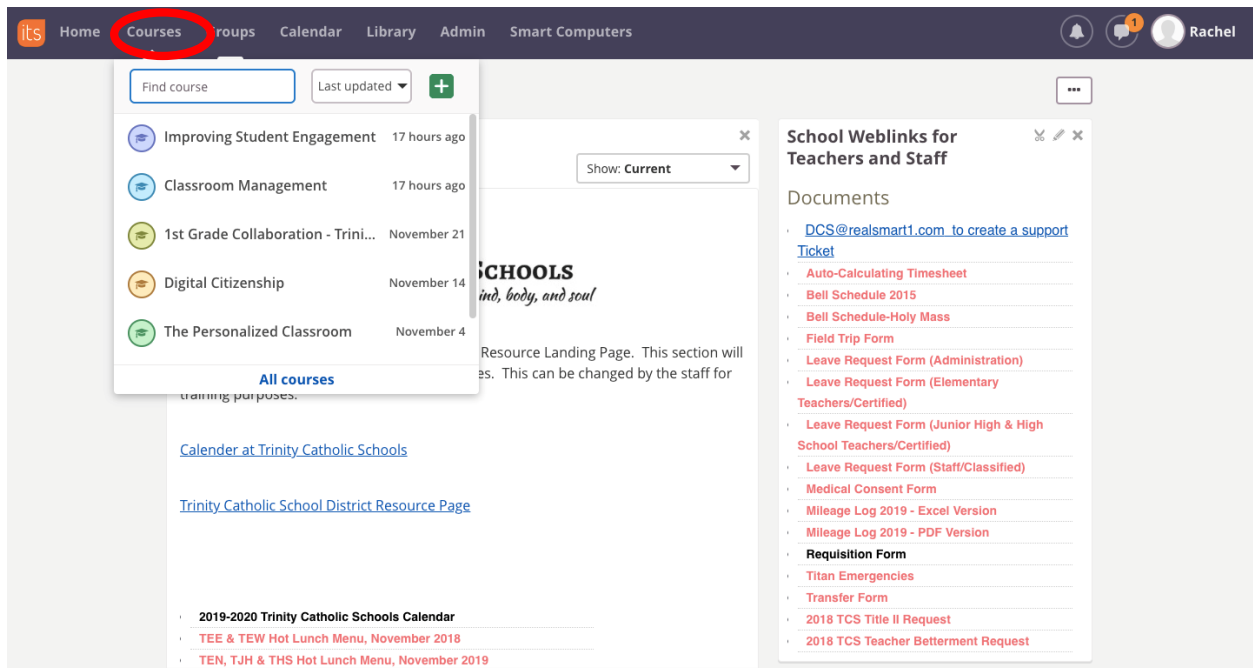 its Home Courses Groups Calendar Library Admin Smart Computers 1 Rachel
Find course Last updated
Improving Student Engagement 17 hours ago
Classroom Management 17 hours ago
1st Grade Collaboration - Trini... November 21
Digital Citizenship November 14
The Personalized Classroom November 4
All courses
Show: Current
Schools
ind, body, and soul
Resource Landing Page. This section will
es. This can be changed by the staff for
training purposes.
Calender at Trinity Catholic Schools
Trinity Catholic School District Resource Page
2019-2020 Trinity Catholic Schools Calendar
TEE & TEW Hot Lunch Menu, November 2018
TEN, TJH & THS Hot Lunch Menu, November 2019
School Weblinks for
Teachers and Staff
Documents
DCS@realsmart1.com to create a support
Ticket
Auto-Calculating Timesheet
Bell Schedule 2015
Bell Schedule-Holy Mass
Field Trip Form
Leave Request Form (Administration)
Leave Request Form (Elementary
Teachers/Certified)
Leave Request Form (Junior High & High
School Teachers/Certified)
Leave Request Form (Staff/Classified)
Medical Consent Form
Mileage Log 2019 - Excel Version
Mileage Log 2019 - PDF Version
Requisition Form
Titan Emergencies
Transfer Form
2018 TCS Title II Request
2018 TCS Teacher Betterment Request